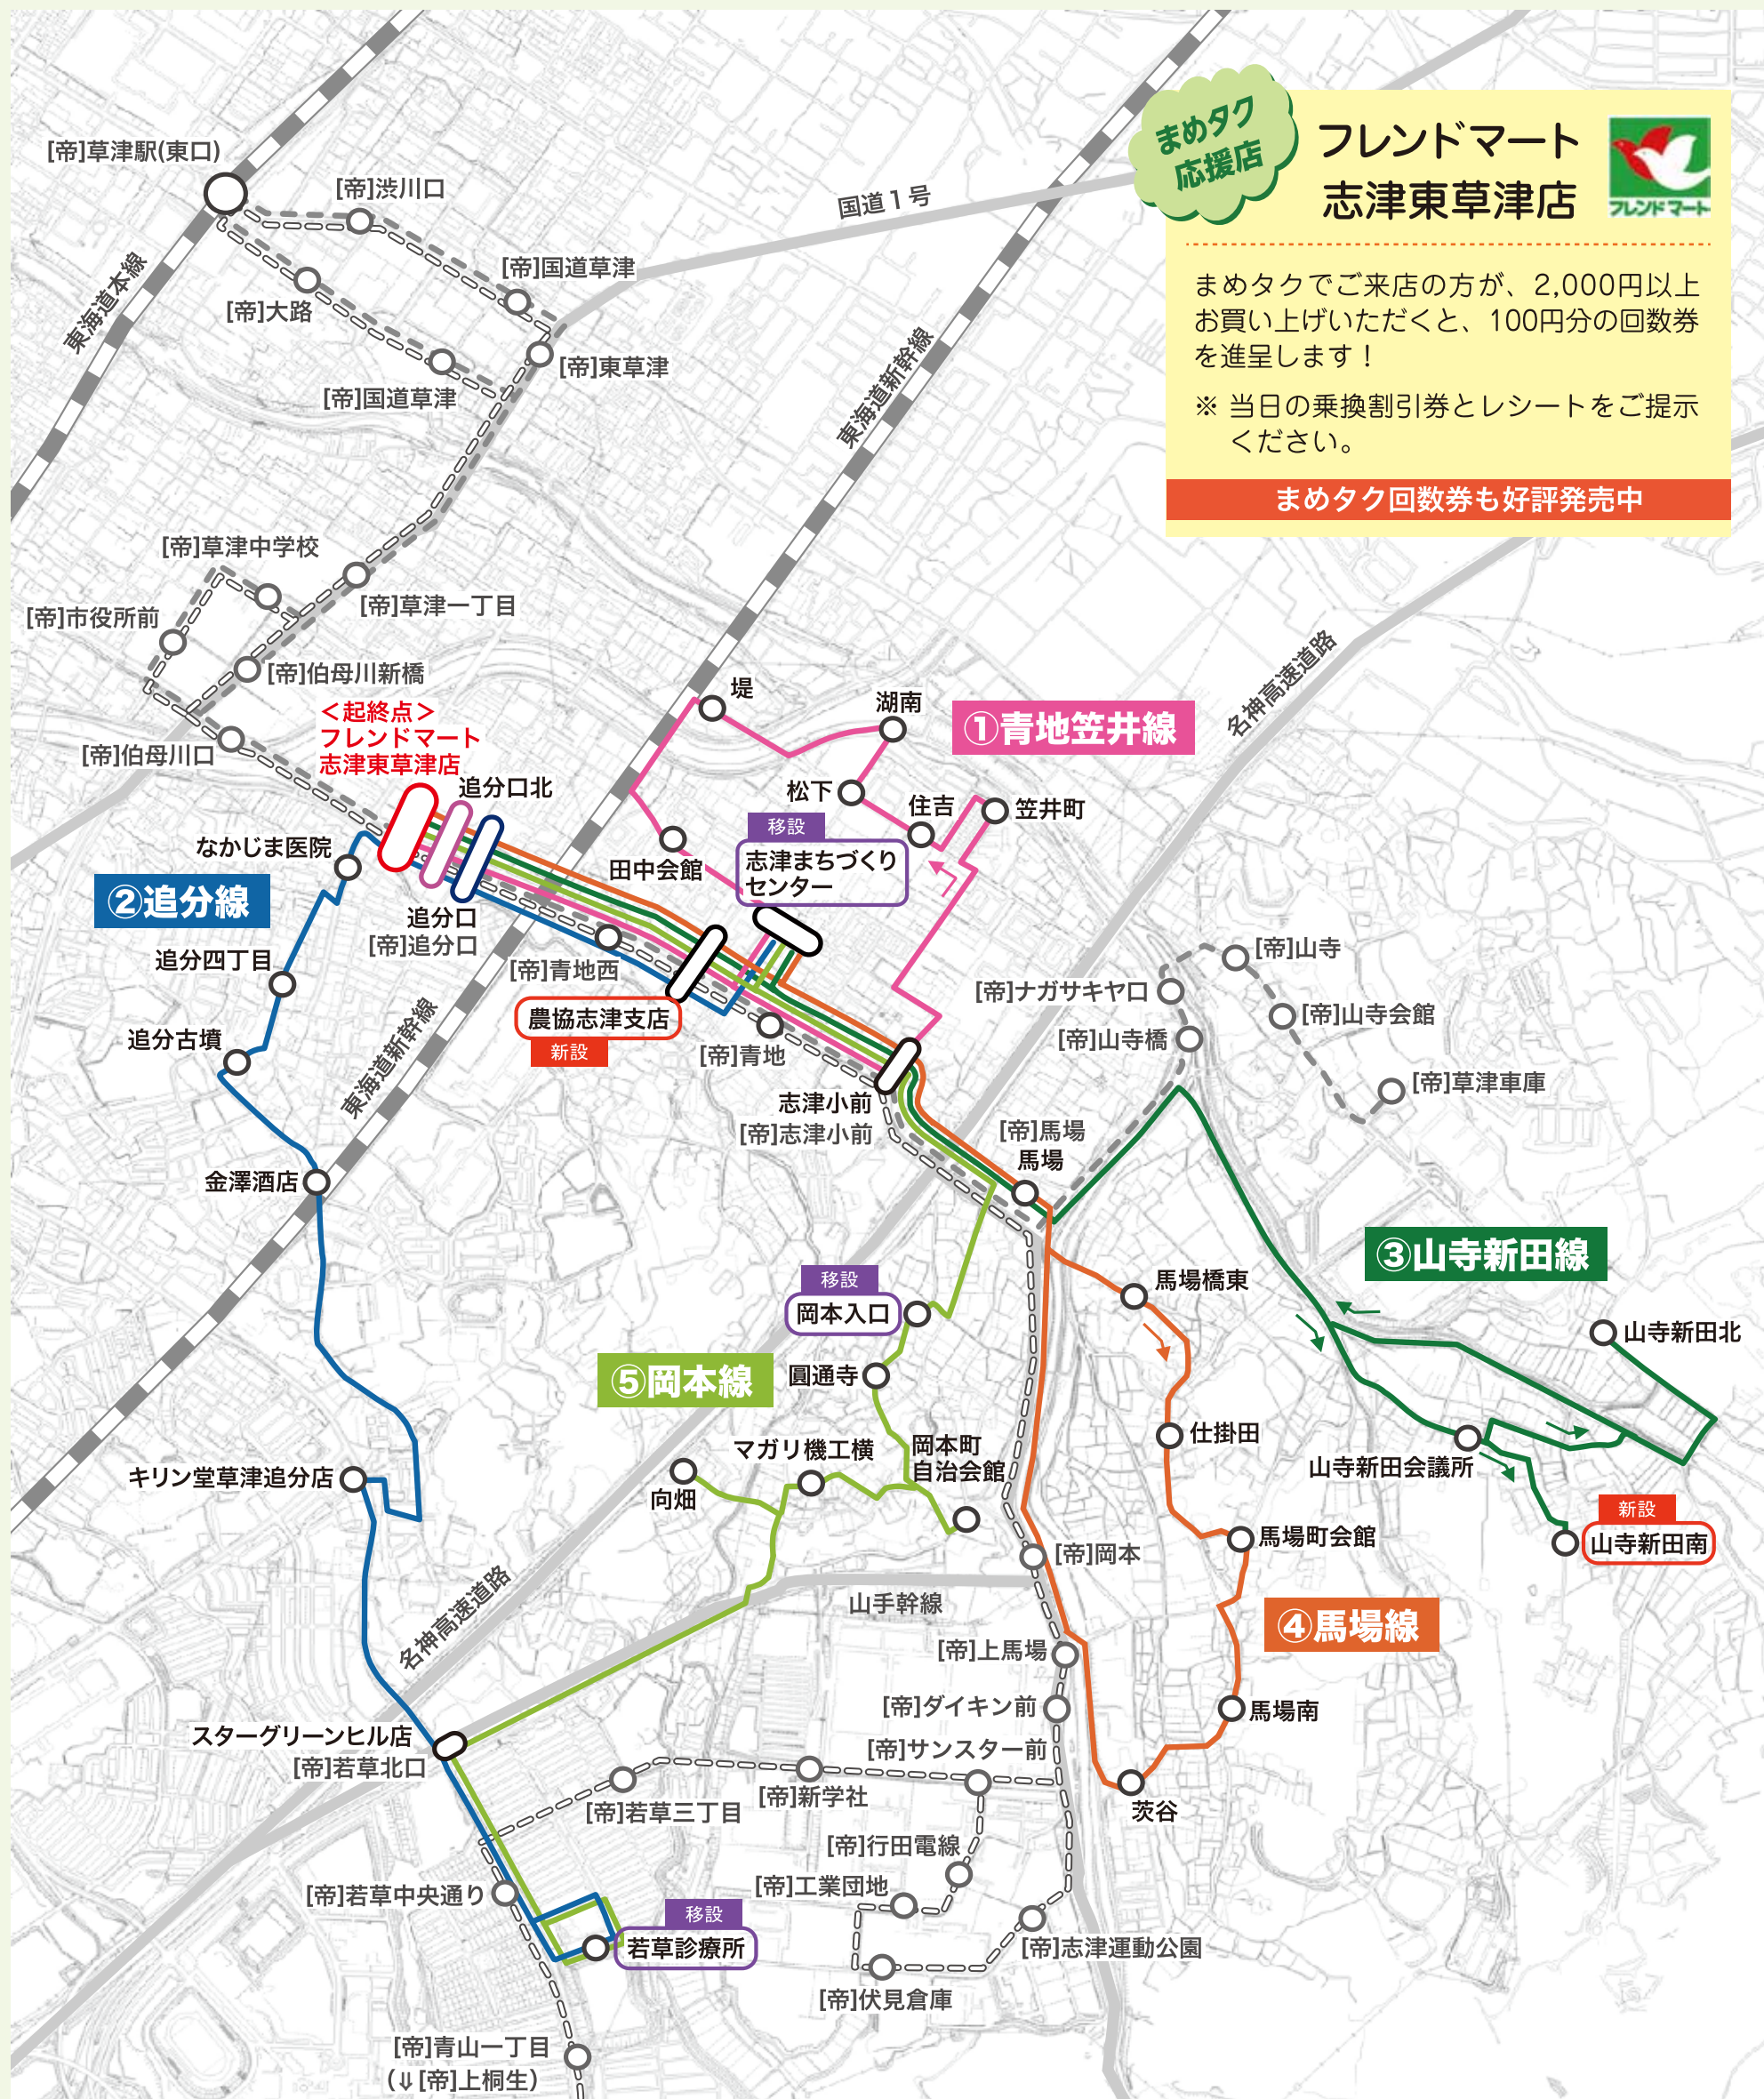 まめタク
応援店
フレンドマート
志津東草津店
フレンドマート
まめタクでご来店の方が、2,000円以上
お買い上げいただくと、100円分の回数券
を進呈します！
※ 当日の乗換割引券とレシートをご提示
ください。
まめタク回数券も好評発売中
[帝]草津駅(東口)
[帝]渋川口
国道１号
[帝]国道草津
東海道本線
[帝]大路
[帝]東草津
[帝]国道草津
東海道新幹線
[帝]草津中学校
[帝]草津一丁目
[帝]市役所前
[帝]伯母川新橋
[帝]伯母川口
＜起終点＞
フレンドマート
志津東草津店
追分口北
堤
湖南
①青地笠井線
名神高速道路
松下
住吉
笠井町
なかじま医院
田中会館
移設
志津まちづくり
センター
②追分線
追分口
[帝]追分口
[帝]青地西
追分四丁目
農協志津支店
新設
[帝]青地
追分古墳
東海道新幹線
[帝]山寺
[帝]ナガサキヤ口
[帝]山寺会館
[帝]山寺橋
[帝]草津車庫
志津小前
[帝]志津小前
[帝]馬場
馬場
金澤酒店
③山寺新田線
馬場橋東
移設
岡本入口
山寺新田北
⑤岡本線
圓通寺
仕掛田
マガリ機工横
岡本町
自治会館
山寺新田会議所
キリン堂草津追分店
向畑
新設
山寺新田南
馬場町会館
[帝]岡本
山手幹線
名神高速道路
④馬場線
[帝]上馬場
[帝]ダイキン前
馬場南
スターグリーンヒル店
[帝]若草北口
[帝]サンスター前
[帝]新学社
[帝]若草三丁目
茨谷
[帝]行田電線
[帝]工業団地
[帝]若草中央通り
移設
若草診療所
[帝]志津運動公園
[帝]伏見倉庫
[帝]青山一丁目
(⇓[帝]上桐生)